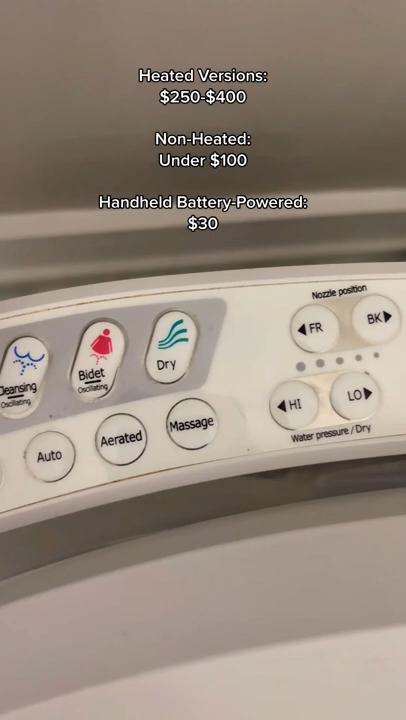 Heated Versions:
$250-$400
Non-Heated:
Under $100
Handheld Battery-Powered:
$30
Nozzle position
FR
BK
Cleansing
Oscillating
Bidet
Oscillating
Dry
HI
LO
Water pressure / Dry
Auto
Aerated
Massage